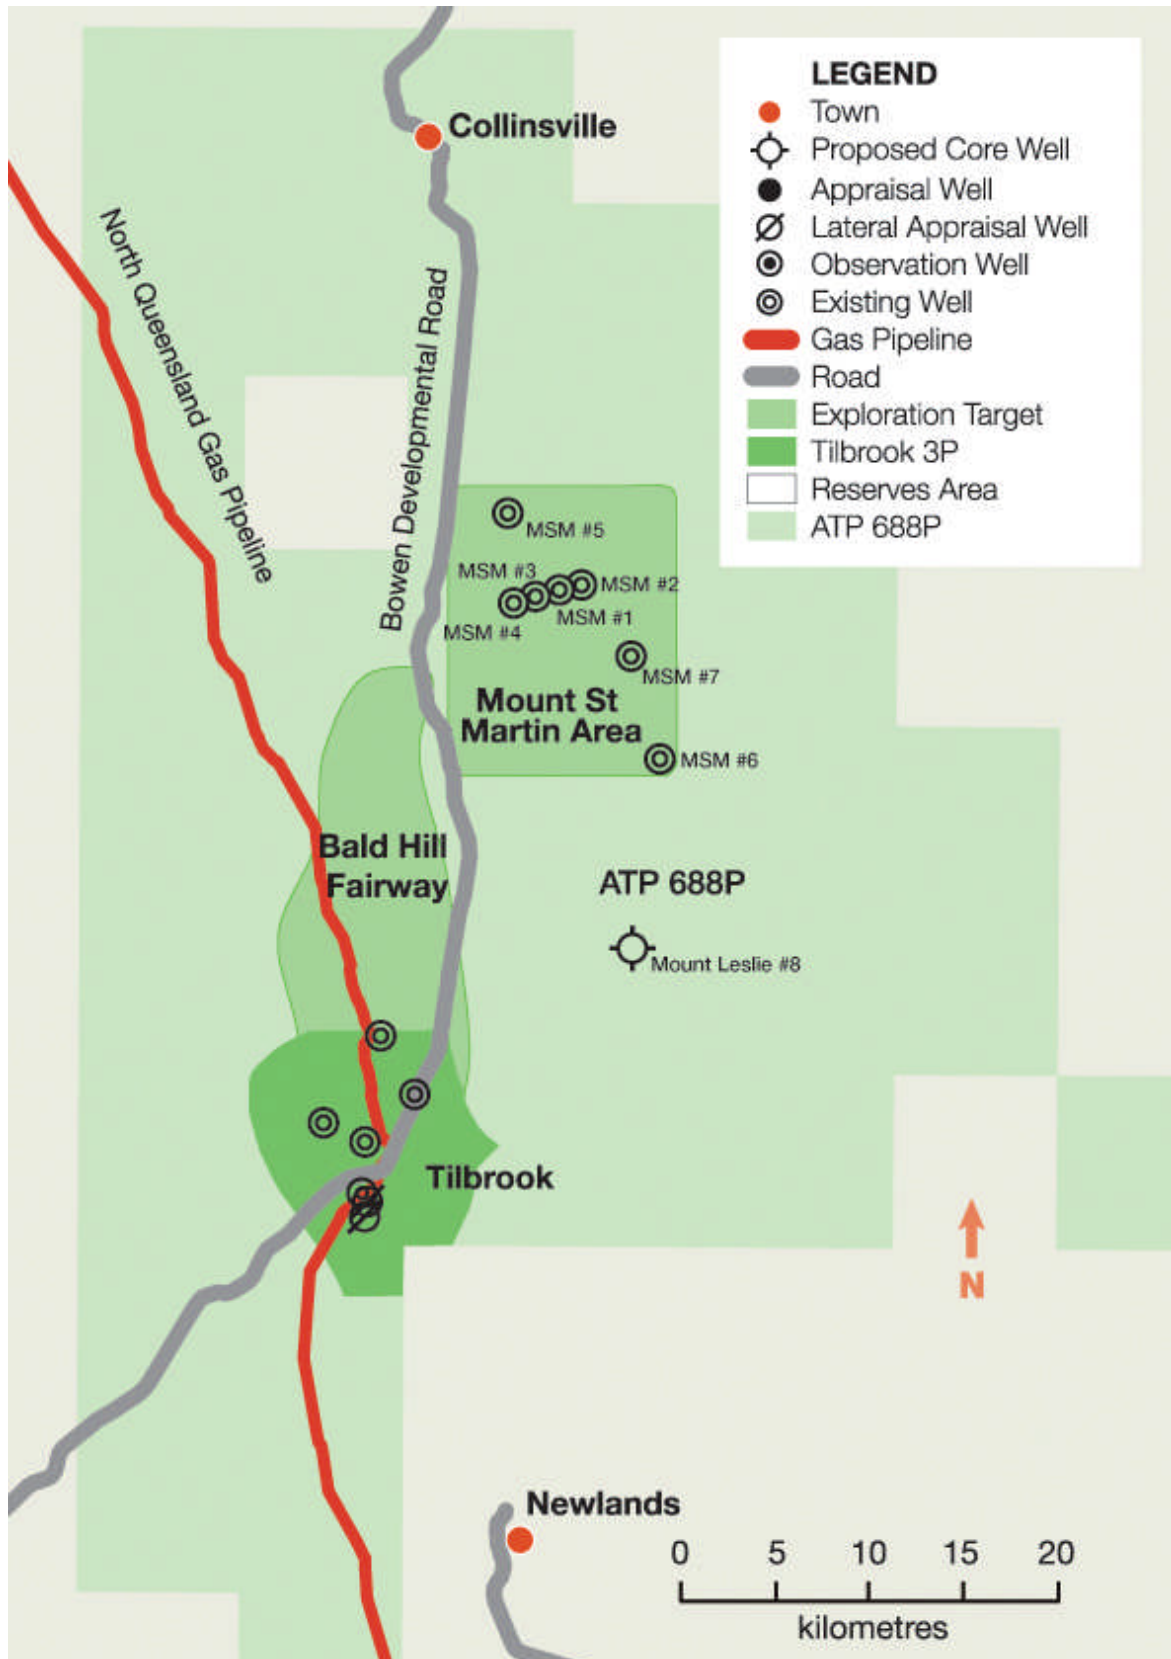 LEGEND
Town
Proposed Core Well
Appraisal Well
Lateral Appraisal Well
Observation Well
Existing Well
Gas Pipeline
Road
Exploration Target
Tilbrook 3P
Reserves Area
ATP 688P
Collinsville
North Queensland Gas Pipeline
Bowen Developmental Road
MSM #5
MSM #3
MSM #2
MSM #1
MSM #4
MSM #7
Mount St
Martin Area
MSM #6
Bald Hill
Fairway
ATP 688P
Mount Leslie #8
Tilbrook
N
Newlands
0 5 10 15 20
kilometres